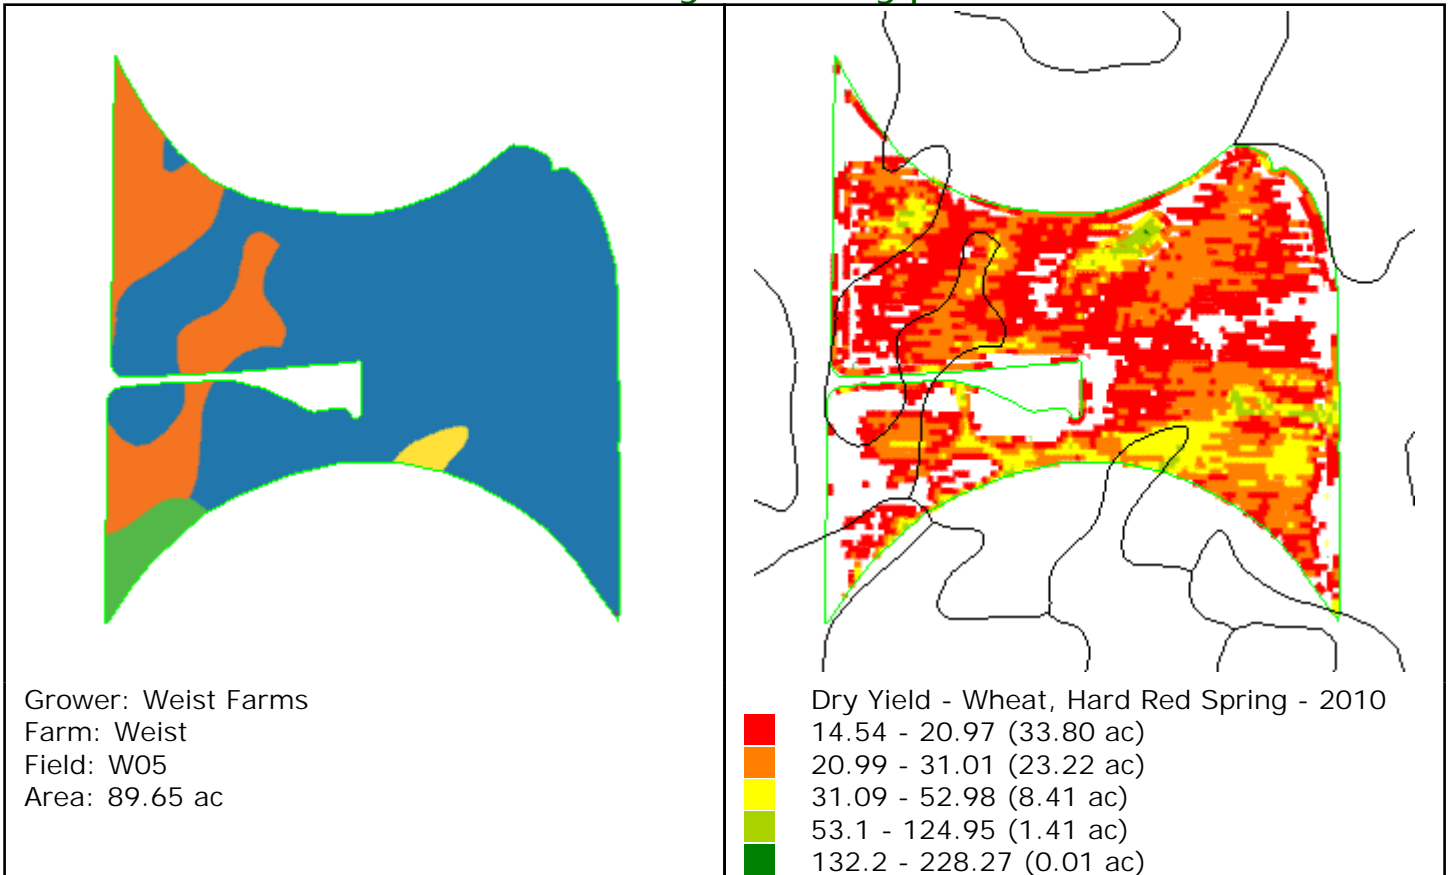 Grower: Weist Farms
Farm: Weist
Field: W05
Area: 89.65 ac
Dry Yield - Wheat, Hard Red Spring - 2010
14.54 - 20.97 (33.80 ac)
20.99 - 31.01 (23.22 ac)
31.09 - 52.98 (8.41 ac)
53.1 - 124.95 (1.41 ac)
132.2 - 228.27 (0.01 ac)